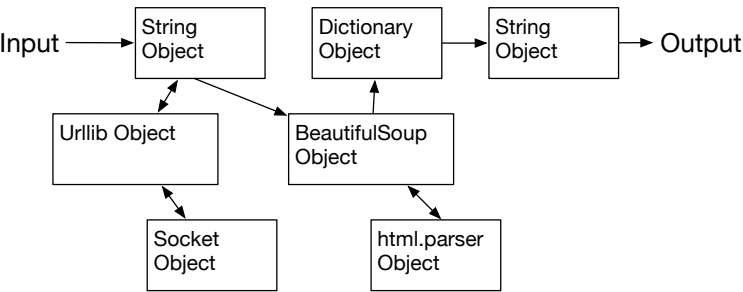 Input
String
Object
Dictionary
Object
String
Object
Output
Urllib Object
BeautifulSoup
Object
Socket
Object
html.parser
Object